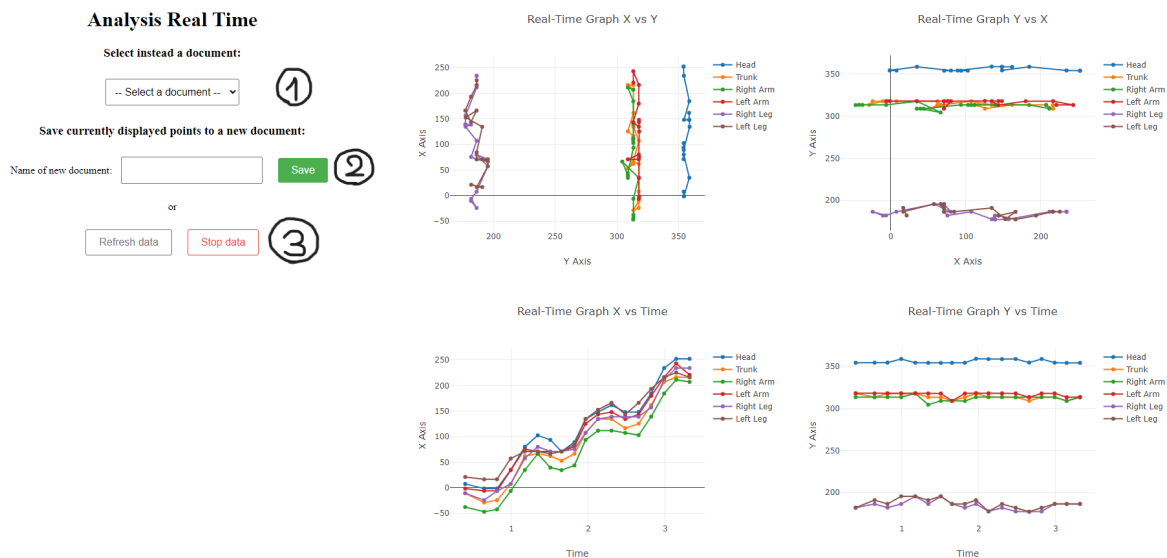 Analysis Real Time
Select instead a document:
-- Select a document --
1
Save currently displayed points to a new document:
Name of new document:
Save
2
or
Refresh data
Stop data
3
Real-Time Graph X vs Y
250
200
150
100
50
0
−50
X Axis
200
250
300
350
Y Axis
Head
Trunk
Right Arm
Left Arm
Right Leg
Left Leg
Real-Time Graph Y vs X
350
300
250
200
Y Axis
0
100
200
X Axis
Head
Trunk
Right Arm
Left Arm
Right Leg
Left Leg
Real-Time Graph X vs Time
250
200
150
100
50
0
−50
X Axis
1
2
3
Time
Head
Trunk
Right Arm
Left Arm
Right Leg
Left Leg
Real-Time Graph Y vs Time
350
300
250
200
Y Axis
1
2
3
Time
Head
Trunk
Right Arm
Left Arm
Right Leg
Left Leg